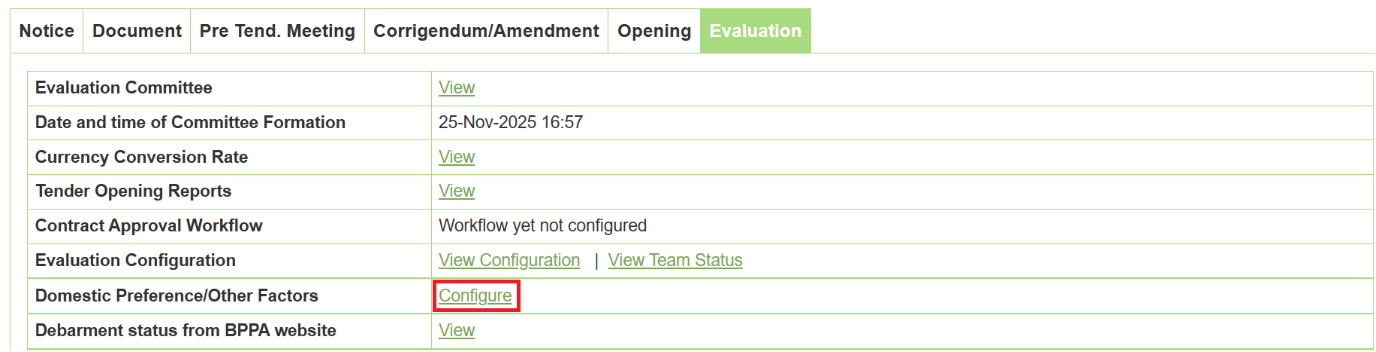 Notice Document Pre Tend. Meeting Corrigendum/Amendment Opening Evaluation
Evaluation Committee View
Date and time of Committee Formation 25-Nov-2025 16:57
Currency Conversion Rate View
Tender Opening Reports View
Contract Approval Workflow Workflow yet not configured
Evaluation Configuration View Configuration | View Team Status
Domestic Preference/Other Factors Configure
Debarment status from BPPA website View